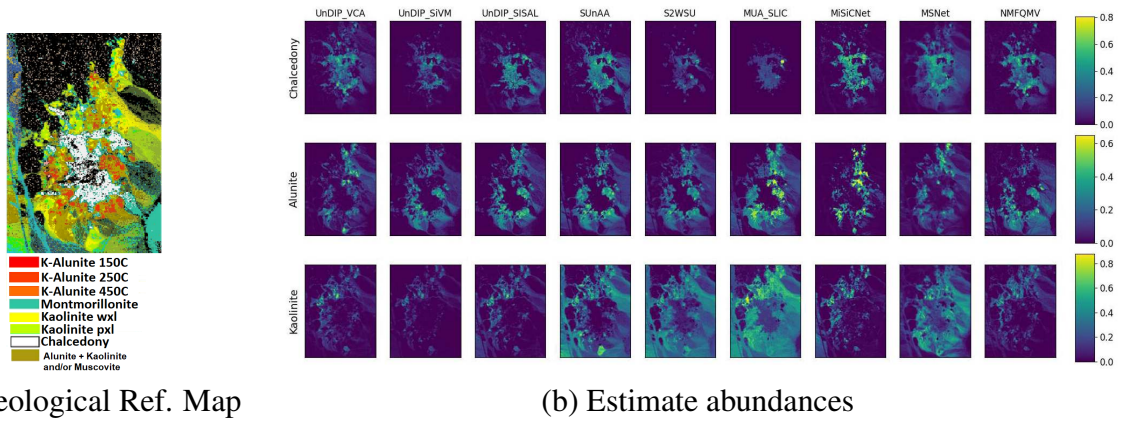 UnDIP_VCA UnDIP_SiVM UnDIP_SISAL SUnAA S2WSU MUA_SLIC MiSiCNet MSNet NMFQMV
Chalcedony
0.8
0.6
0.4
0.2
0.0
Alunite
0.6
0.4
0.2
0.0
Kaolinite
0.8
0.6
0.4
0.2
0.0
K-Alunite 150C
K-Alunite 250C
K-Alunite 450C
Montmorillonite
Kaolinite wxl
Kaolinite pxl
Chalcedony
Alunite + Kaolinite
and/or Muscovite
eological Ref. Map
(b) Estimate abundances